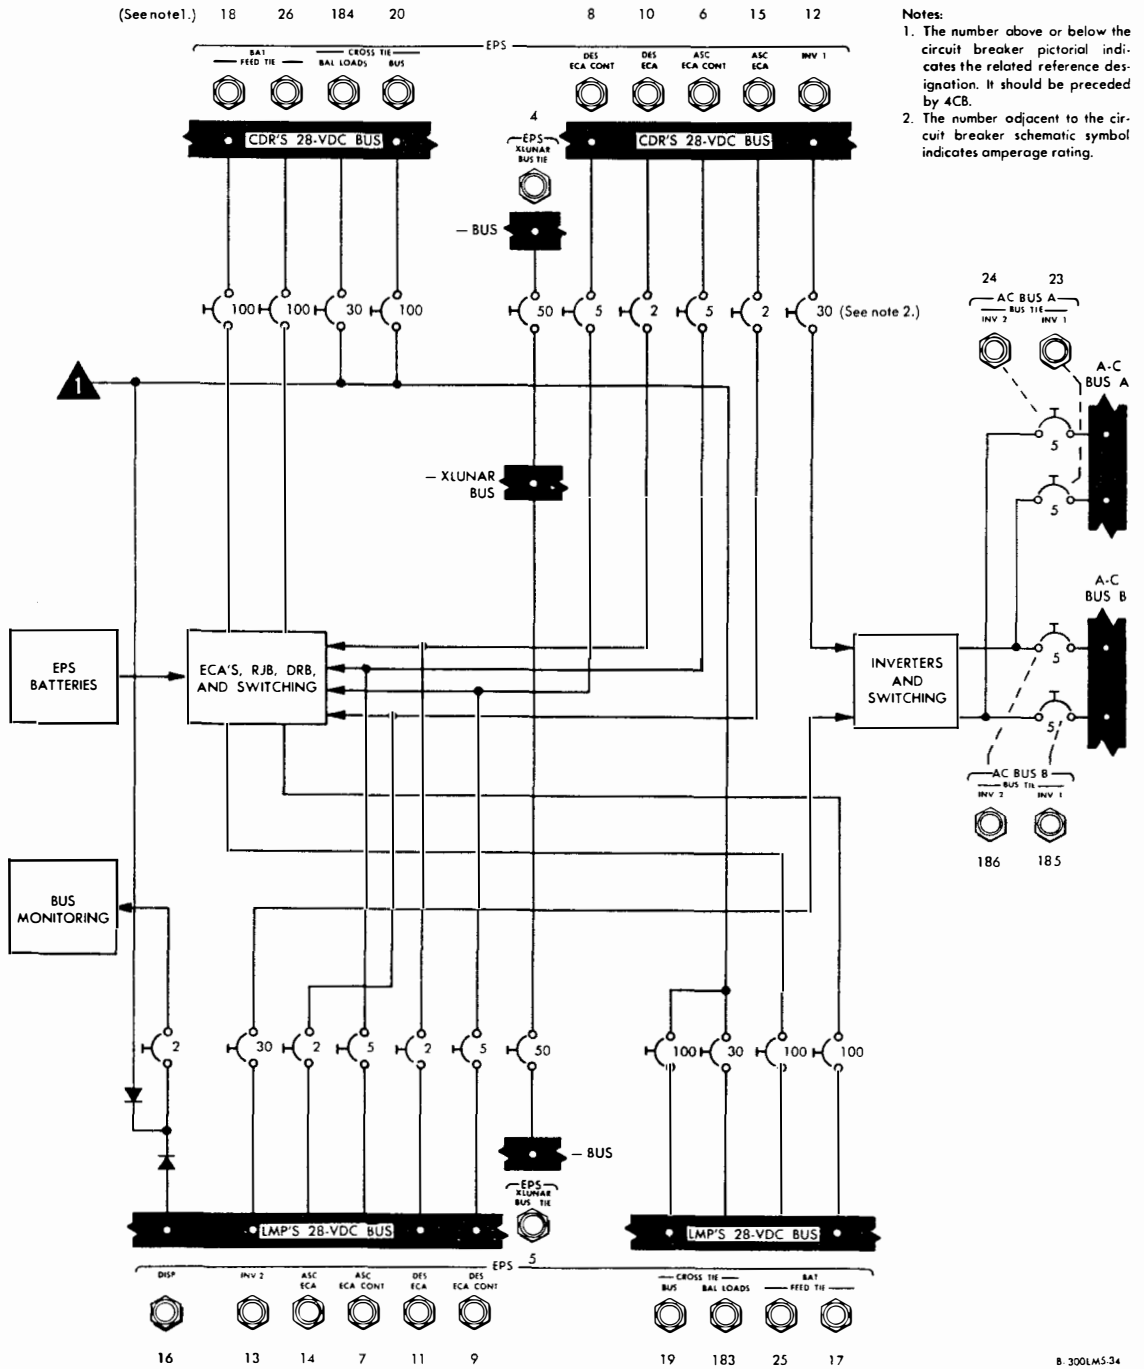 (See note1.) 18 26 184 20 8 10 6 15 12
EPS
BAT
FEED TIE
CROSS TIE
BAL LOADS BUS
DES
ECA CONT
DES
ECA
ASC
ECA CONT
ASC
ECA
INV 1
CDR'S 28-VDC BUS
4
EPS
XLUNAR
BUS TIE
CDR'S 28-VDC BUS
Notes:
1. The number above or below the
circuit breaker pictorial indi-
cates the related reference des-
ignation. It should be preceded
by 4CB.
2. The number adjacent to the cir-
cuit breaker schematic symbol
indicates amperage rating.
– BUS
100 100 30 100 50 5 2 5 2 30 (See note 2.)
24 23
AC BUS A
BUS TIE
INV 2 INV 1
1
A-C
BUS A
5
5
– XLUNAR
BUS
A-C
BUS B
EPS
BATTERIES
ECA'S, RJB, DRB,
AND SWITCHING
INVERTERS
AND
SWITCHING
5
5
AC BUS B
BUS TIE
INV 2 INV 1
186 185
BUS
MONITORING
2 30 2 5 2 5 50 100 30 100 100
– BUS
EPS
XLUNAR
BUS TIE
5
LMP'S 28-VDC BUS
LMP'S 28-VDC BUS
EPS
DISP
INV 2
ASC
ECA
ASC
ECA CONT
DES
ECA
DES
ECA CONT
CROSS TIE
BUS BAL LOADS
BAT
FEED TIE
16 13 14 7 11 9 19 183 25 17
B-300LM5-34